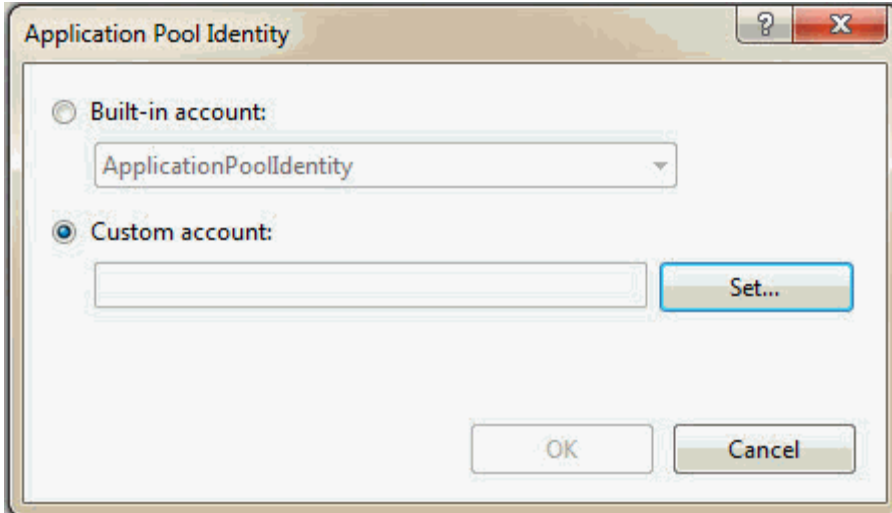 Application Pool Identity
?
X
Built-in account:
ApplicationPoolIdentity
Custom account:
Set...
OK
Cancel